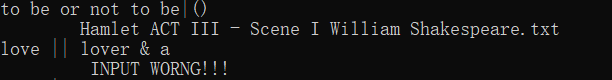 to be or not to be|()
Hamlet ACT III - Scene I William Shakespeare.txt
love || lover & a
INPUT WORNG!!!